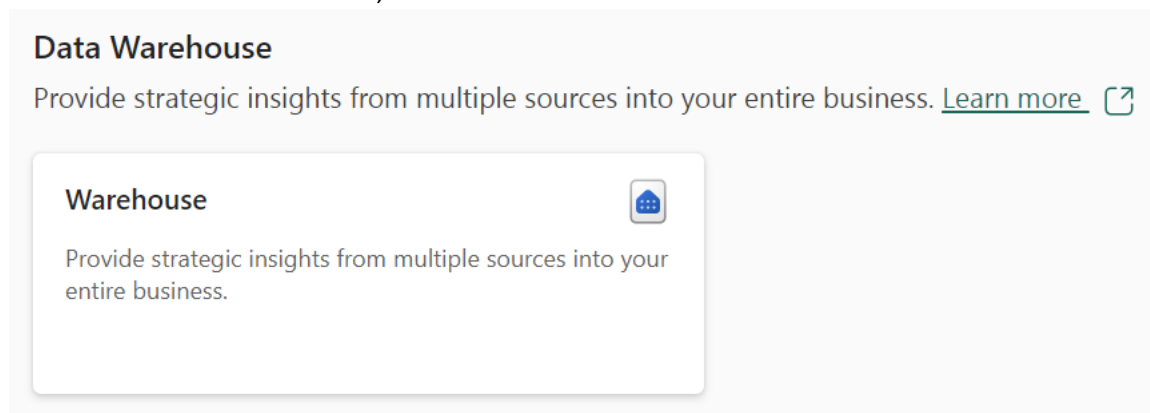 Data Warehouse
Provide strategic insights from multiple sources into your entire business. Learn more
Warehouse
Provide strategic insights from multiple sources into your
entire business.